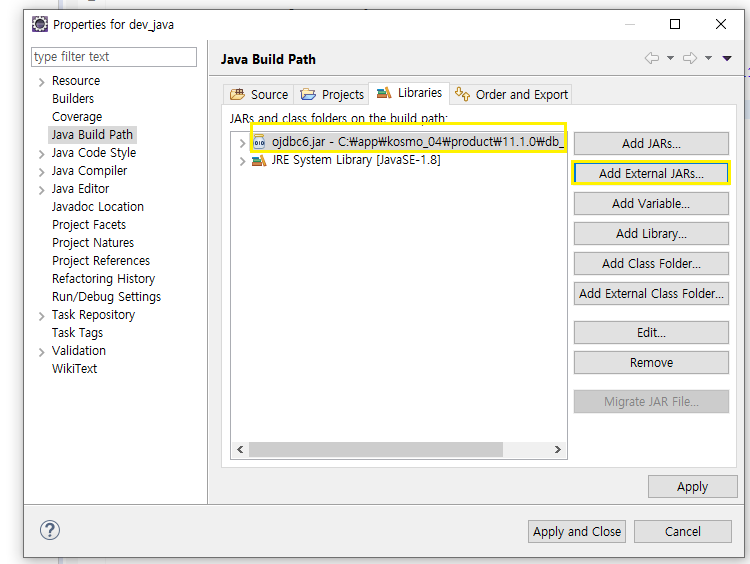 Properties for dev_java
type filter text
Resource
Builders
Coverage
Java Build Path
Java Code Style
Java Compiler
Java Editor
Javadoc Location
Project Facets
Project Natures
Project References
Refactoring History
Run/Debug Settings
Task Repository
Task Tags
Validation
WikiText
Java Build Path
Source
Projects
Libraries
Order and Export
JARs and class folders on the build path:
ojdbc6.jar - C:₩app₩kosmo_04₩product₩11.1.0₩db_
JRE System Library [JavaSE-1.8]
Add JARs...
Add External JARs...
Add Variable...
Add Library...
Add Class Folder...
Add External Class Folder...
Edit...
Remove
Migrate JAR File...
Apply
?
Apply and Close
Cancel